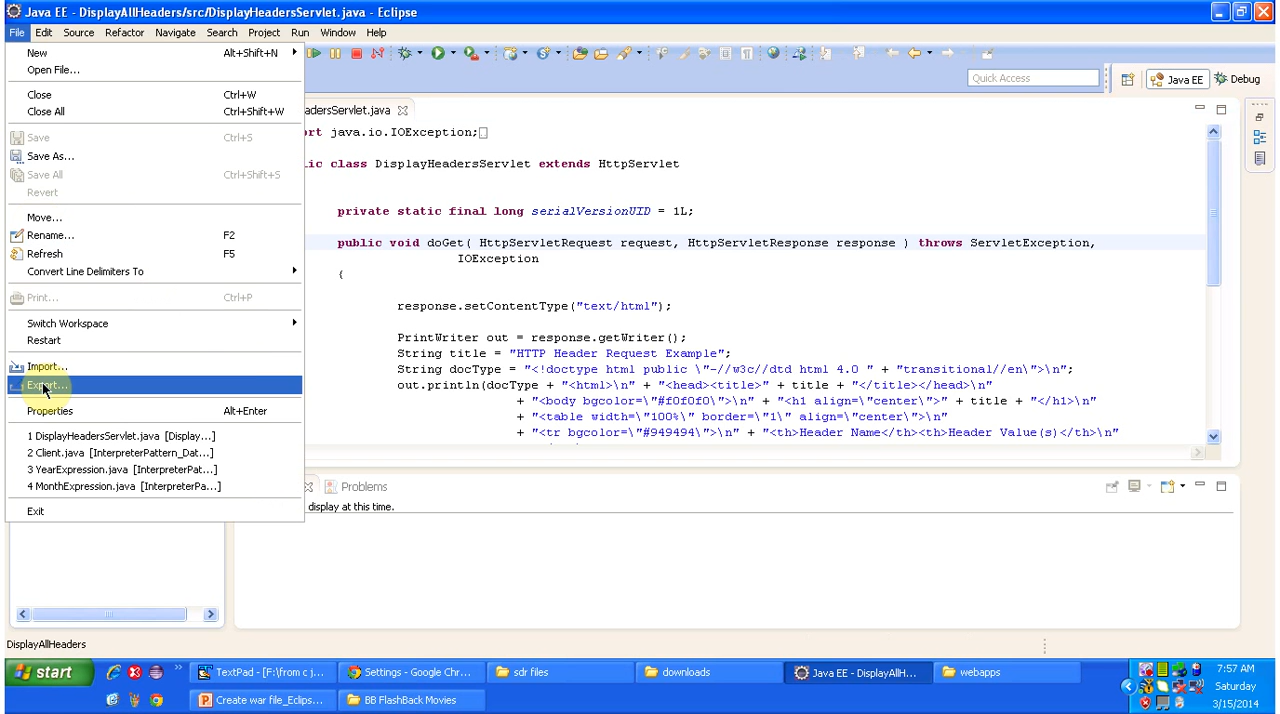 Java EE - DisplayAllHeaders/src/DisplayHeadersServlet.java - Eclipse
File Edit Source Refactor Navigate Search Project Run Window Help
New Alt+Shift+N
Open File...
Close Ctrl+W
Close All Ctrl+Shift+W
Save Ctrl+S
Save As...
Save All Ctrl+Shift+S
Revert
Move...
Rename... F2
Refresh F5
Convert Line Delimiters To
Print... Ctrl+P
Switch Workspace
Restart
Import...
Export...
Properties Alt+Enter
1 DisplayHeadersServlet.java [Display...]
2 Client.java [InterpreterPattern_Dat...]
3 YearExpression.java [InterpreterPat...]
4 MonthExpression.java [InterpreterPa...]
Exit
Quick Access
Java EE
Debug
adersServlet.java
ort java.io.IOException;
lic class DisplayHeadersServlet extends HttpServlet
private static final long serialVersionUID = 1L;
public void doGet( HttpServletRequest request, HttpServletResponse response ) throws ServletException,
IOException
{
response.setContentType("text/html");
PrintWriter out = response.getWriter();
String title = "HTTP Header Request Example";
String docType = "<!doctype html public \"-//w3c//dtd html 4.0 " + "transitional//en\">\n";
out.println(docType + "<html>\n" + "<head><title>" + title + "</title></head>\n"
+ "<body bgcolor=\"#f0f0f0\">\n" + "<h1 align=\"center\">" + title + "</h1>\n"
+ "<table width=\"100%\" border=\"1\" align=\"center\">\n"
+ "<tr bgcolor=\"#949494\">\n" + "<th>Header Name</th><th>Header Value(s)</th>\n"
Problems
display at this time.
DisplayAllHeaders
start
TextPad - [F:\from c j...
Settings - Google Chr...
sdr files
downloads
Java EE - DisplayAllH...
webapps
Create war file_Eclips...
BB FlashBack Movies
7:57 AM
Saturday
3/15/2014